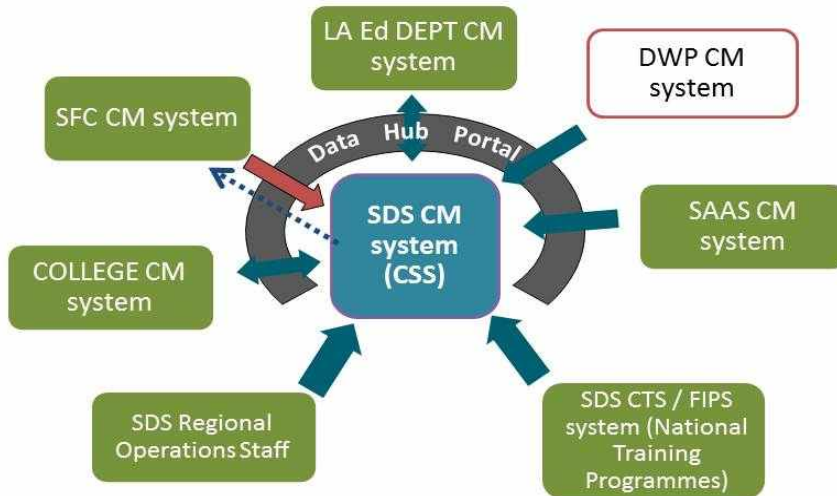 LA Ed DEPT CM
system
DWP CM
system
SFC CM system
Data Hub Portal
SDS CM
system
(CSS)
SAAS CM
system
COLLEGE CM
system
SDS Regional
Operations Staff
SDS CTS / FIPS
system (National
Training
Programmes)